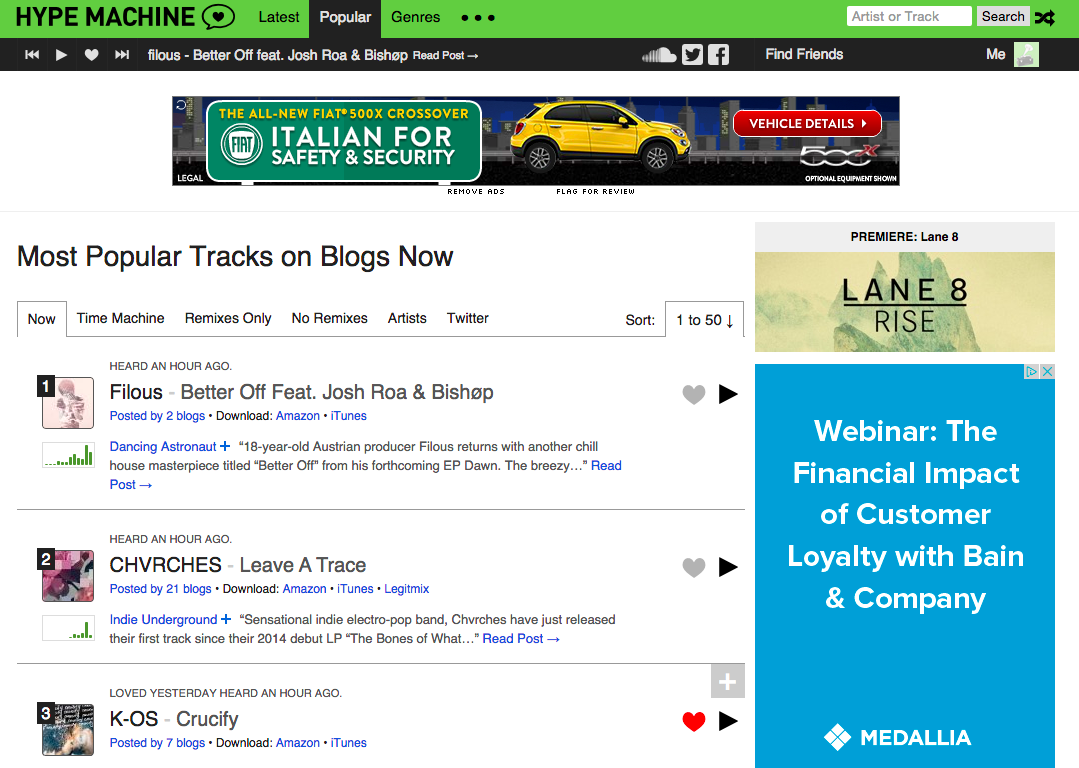 HYPE MACHINE
Latest
Popular
Genres
Artist or Track
Search
filous - Better Off feat. Josh Roa & Bishøp Read Post →
Find Friends
Me
THE ALL-NEW FIAT® 500X CROSSOVER
FIAT
ITALIAN FOR
SAFETY & SECURITY
VEHICLE DETAILS
500X
LEGAL
OPTIONAL EQUIPMENT SHOWN
REMOVE ADS
FLAG FOR REVIEW
Most Popular Tracks on Blogs Now
Now
Time Machine
Remixes Only
No Remixes
Artists
Twitter
Sort:
1 to 50 ↓
HEARD AN HOUR AGO.
1
Filous - Better Off Feat. Josh Roa & Bishøp
Posted by 2 blogs • Download: Amazon • iTunes
Dancing Astronaut + “18-year-old Austrian producer Filous returns with another chill
house masterpiece titled “Better Off” from his forthcoming EP Dawn. The breezy…” Read
Post →
HEARD AN HOUR AGO.
2
CHVRCHES - Leave A Trace
Posted by 21 blogs • Download: Amazon • iTunes • Legitmix
Indie Underground + “Sensational indie electro-pop band, Chvrches have just released
their first track since their 2014 debut LP “The Bones of What…” Read Post →
LOVED YESTERDAY HEARD AN HOUR AGO.
3
K-OS - Crucify
Posted by 7 blogs • Download: Amazon • iTunes
PREMIERE: Lane 8
LANE 8
RISE
Webinar: The
Financial Impact
of Customer
Loyalty with Bain
& Company
MEDALLIA